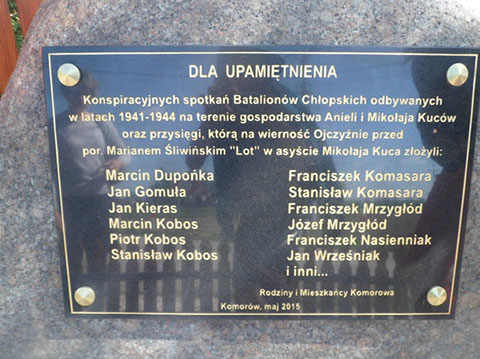 DLA UPAMIĘTNIENIA
Konspiracyjnych spotkań Batalionów Chłopskich odbywanych
w latach 1941-1944 na terenie gospodarstwa Anieli i Mikołaja Kuców
oraz przysięgi, którą na wierność Ojczyźnie przed
por. Marianem Śliwińskim "Lot" w asyście Mikołaja Kuca złożyli:
Marcin Dupońka
Jan Gomuła
Jan Kieras
Marcin Kobos
Piotr Kobos
Stanisław Kobos
Franciszek Komasara
Stanisław Komasara
Franciszek Mrzygłód
Józef Mrzygłód
Franciszek Nasienniak
Jan Wrześniak
i inni...
Rodziny i Mieszkańcy Komorowa
Komorów, maj 2015